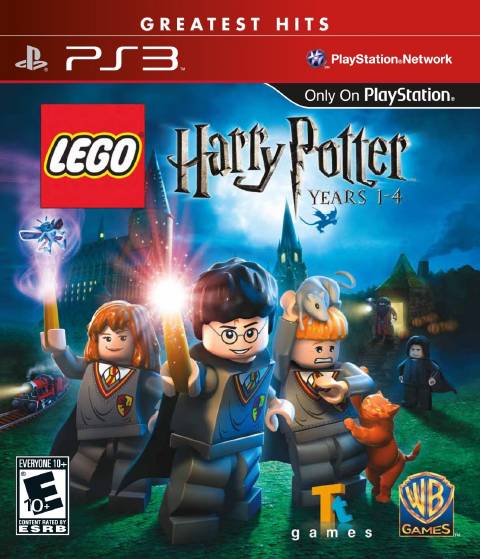 GREATEST HITS
PS3
PlayStation®Network
Only On PlayStation®
LEGO
Harry Potter
YEARS 1-4
EVERYONE 10+
E
10+
CONTENT RATED BY
ESRB
Tt
games
WB
GAMES